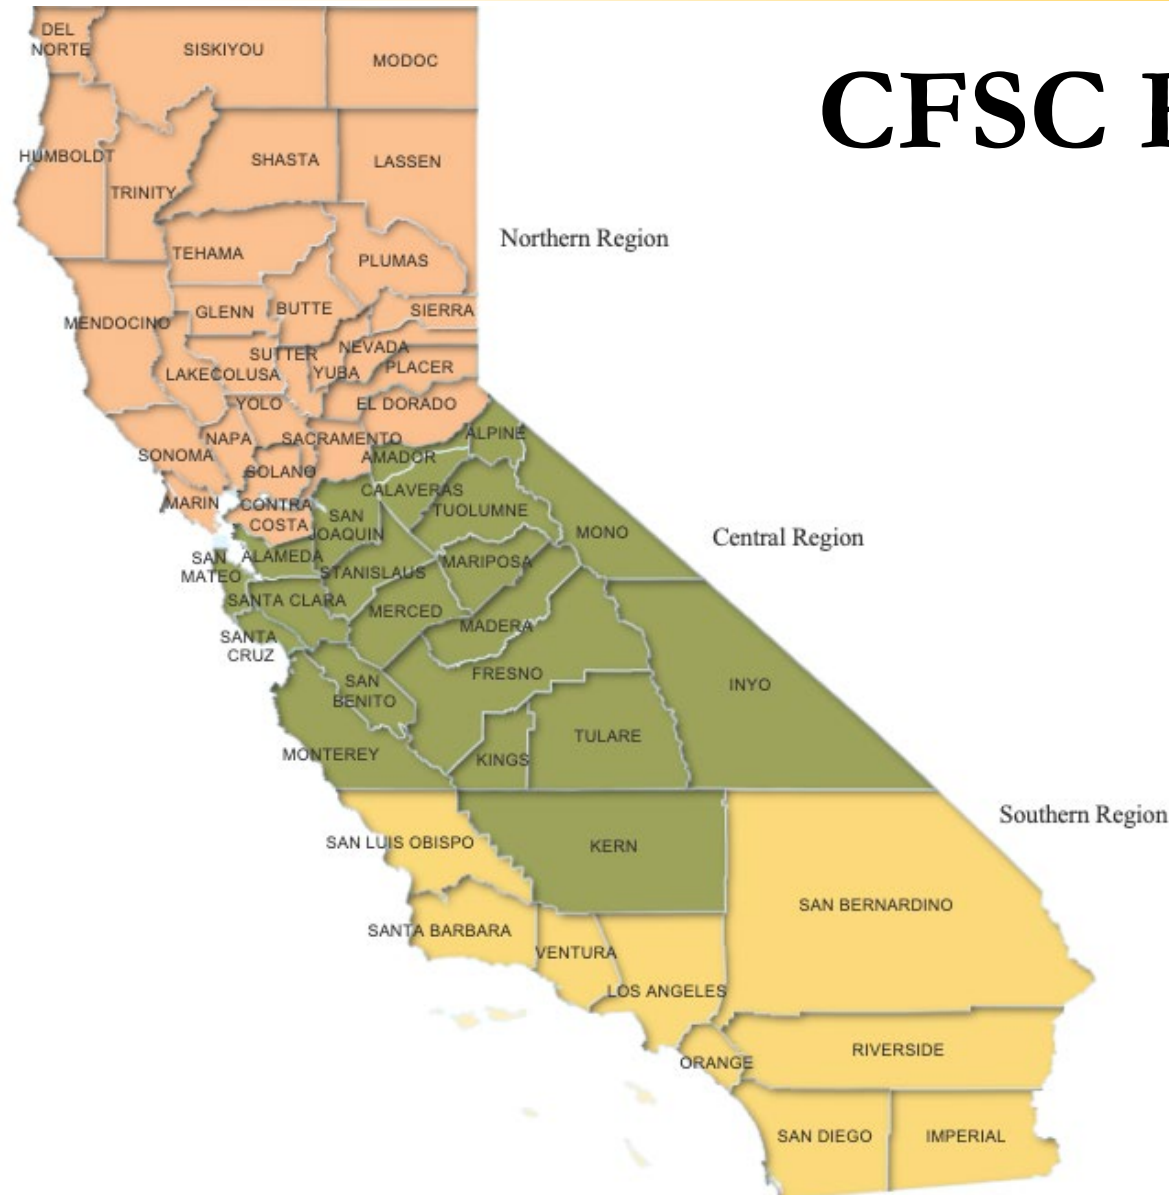 CFSC
DEL
NORTE
SISKIYOU
MODOC
HUMBOLDT
TRINITY
SHASTA
LASSEN
Northern Region
TEHAMA
PLUMAS
MENDOCINO
GLENN
BUTTE
SIERRA
LAKE
COLUSA
SUTTER
YUBA
NEVADA
PLACER
YOLO
EL DORADO
SONOMA
NAPA
SACRAMENTO
SOLANO
MARIN
CONTRA
COSTA
ALPINE
AMADOR
CALAVERAS
TUOLUMNE
SAN
JOAQUIN
MONO
Central Region
SAN
MATEO
ALAMEDA
STANISLAUS
MARIPOSA
SANTA CLARA
MERCED
MADERA
SANTA
CRUZ
SAN
BENITO
FRESNO
INYO
MONTEREY
KINGS
TULARE
Southern Region
SAN LUIS OBISPO
KERN
SAN BERNARDINO
SANTA BARBARA
VENTURA
LOS ANGELES
ORANGE
RIVERSIDE
SAN DIEGO
IMPERIAL